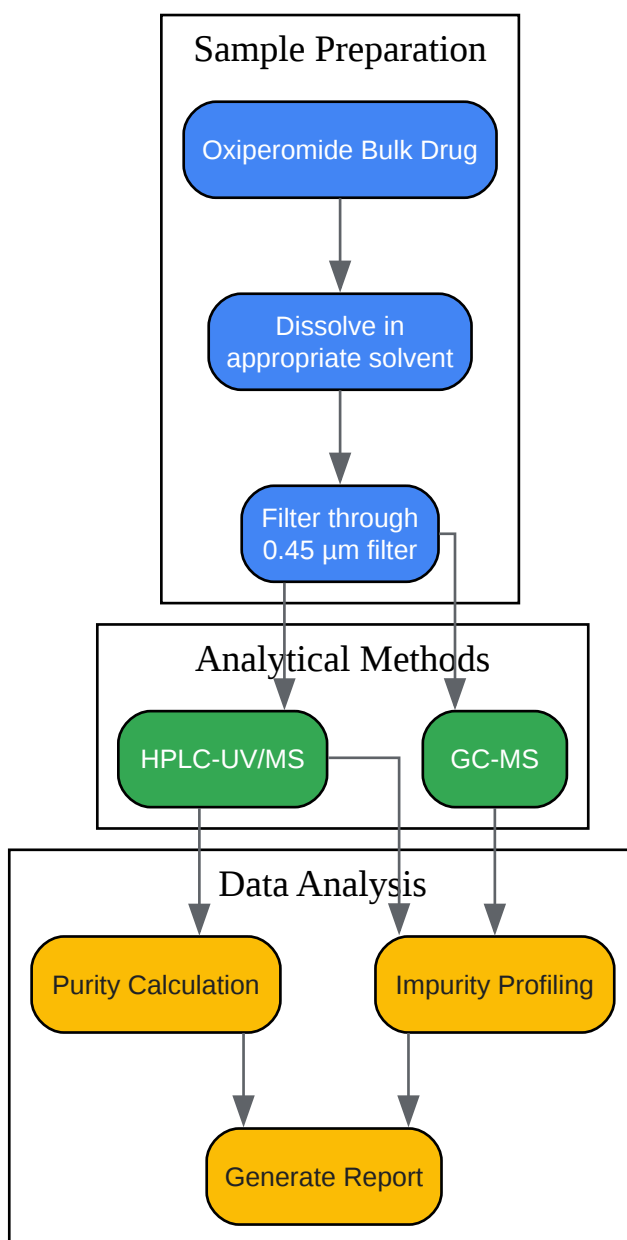 Sample Preparation
Oxiperomide Bulk Drug
Dissolve in
appropriate solvent
Filter through
0.45 µm filter
Analytical Methods
HPLC-UV/MS
GC-MS
Data Analysis
Purity Calculation
Impurity Profiling
Generate Report